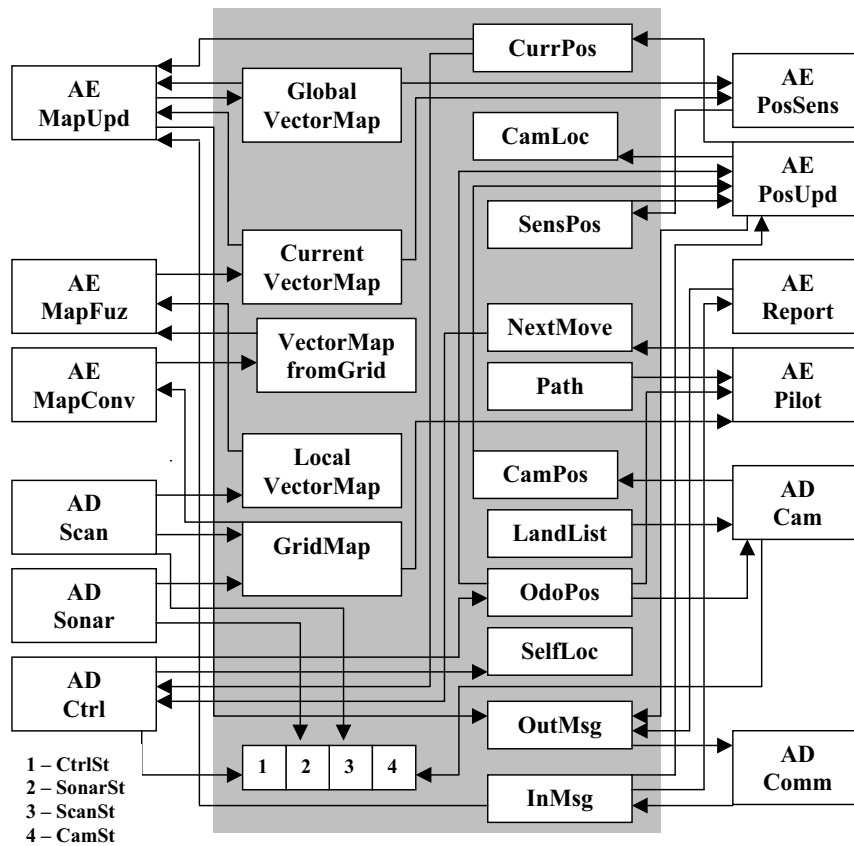 AE
MapUpd
AE
MapFuz
AE
MapConv
AD
Scan
AD
Sonar
AD
Ctrl
1 – CtrlSt
2 – SonarSt
3 – ScanSt
4 – CamSt
Global
VectorMap
Current
VectorMap
VectorMap
fromGrid
Local
VectorMap
GridMap
1 2 3 4
CurrPos
CamLoc
SensPos
NextMove
Path
CamPos
LandList
OdoPos
SelfLoc
OutMsg
InMsg
AE
PosSens
AE
PosUpd
AE
Report
AE
Pilot
AD
Cam
AD
Comm